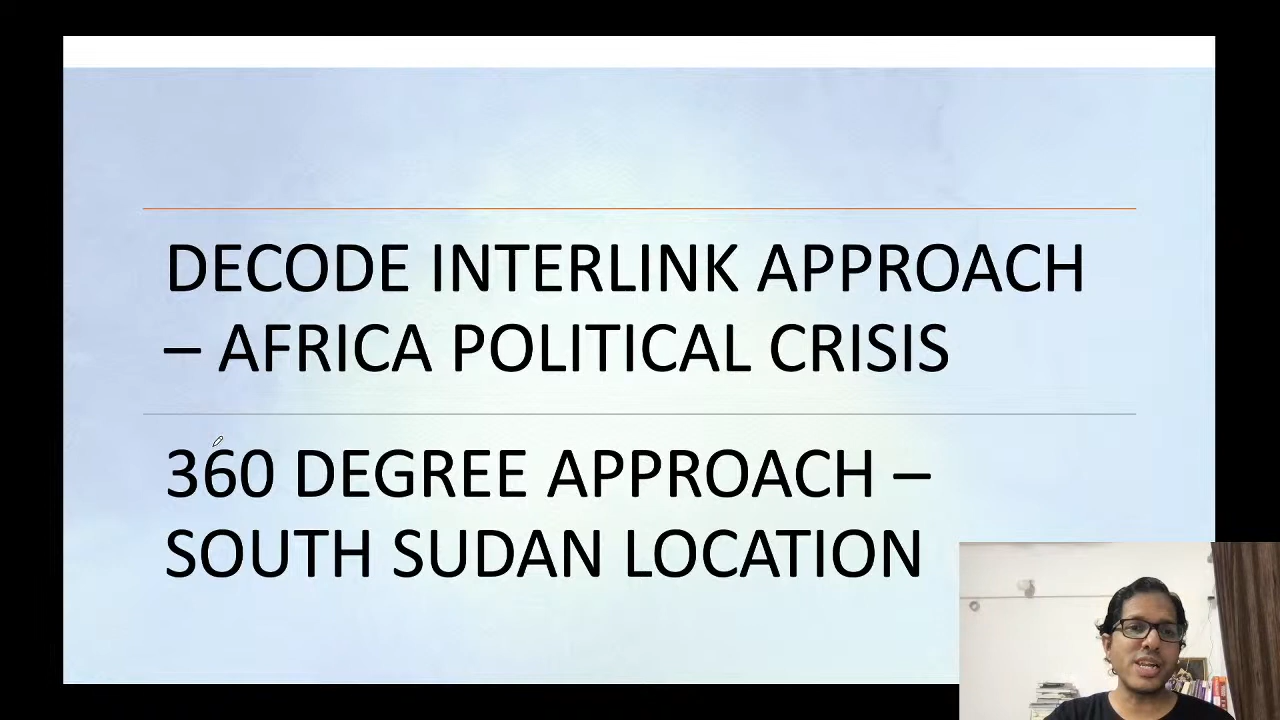 DECODE INTERLINK APPROACH
– AFRICA POLITICAL CRISIS
360 DEGREE APPROACH –
SOUTH SUDAN LOCATION